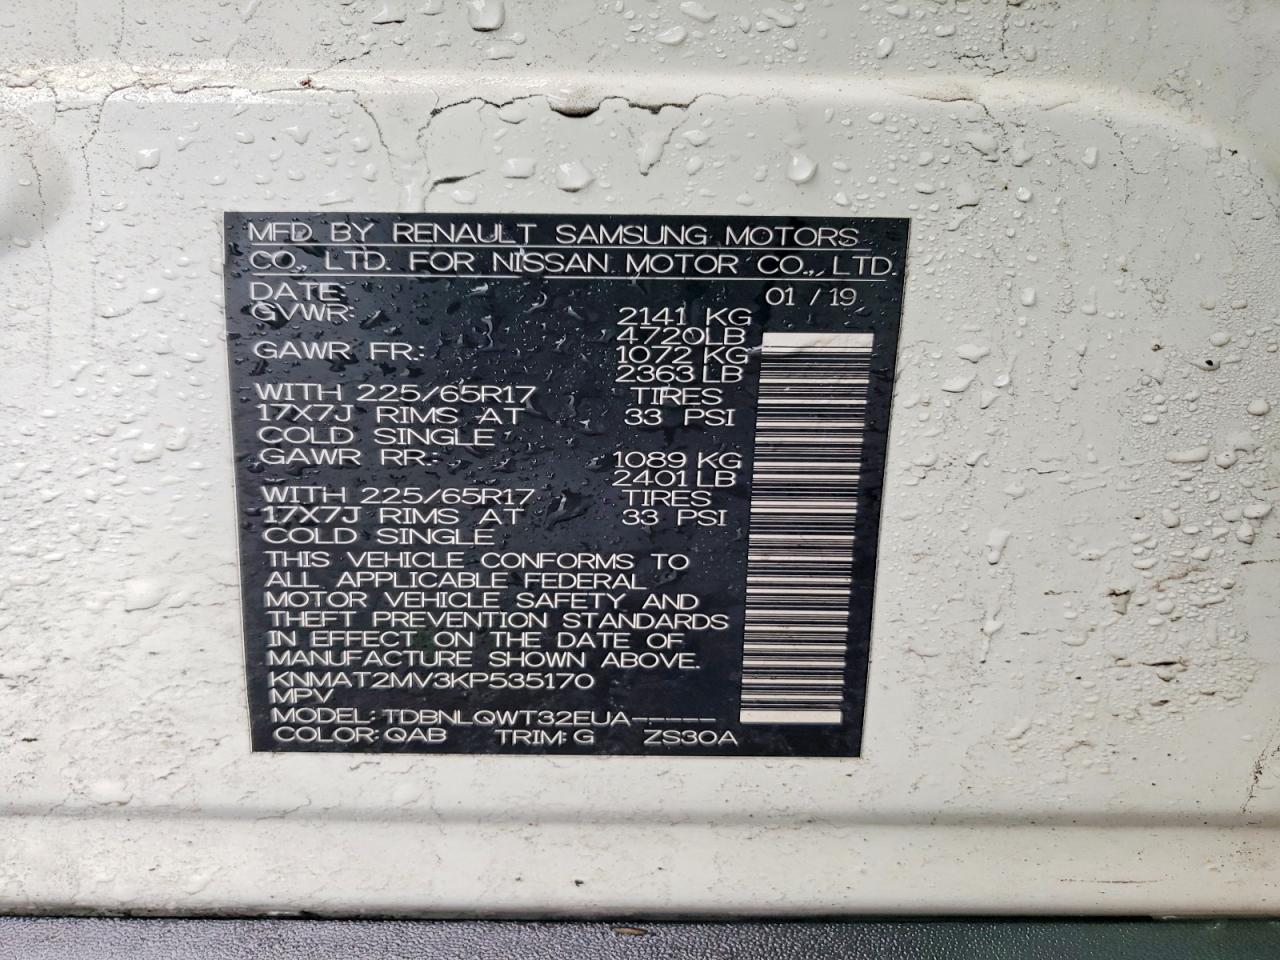 MFD BY RENAULT SAMSUNG MOTORS
CO., LTD. FOR NISSAN MOTOR CO., LTD.
DATE 01 / 19
GVWR: 2141 KG
4720LB
GAWR FR.: 1072 KG
2363 LB
WITH 225/65R17 TIRES
17X7J RIMS AT 33 PSI
COLD SINGLE
GAWR RR.: 1089 KG
2401 LB
WITH 225/65R17 TIRES
17X7J RIMS AT 33 PSI
COLD SINGLE
THIS VEHICLE CONFORMS TO
ALL APPLICABLE FEDERAL
MOTOR VEHICLE SAFETY AND
THEFT PREVENTION STANDARDS
IN EFFECT ON THE DATE OF
MANUFACTURE SHOWN ABOVE.
KNMAT2MV3KP535170
MPV
MODEL: TDBNLQWT32EUA-----
COLOR: QAB TRIM: G ZS30A